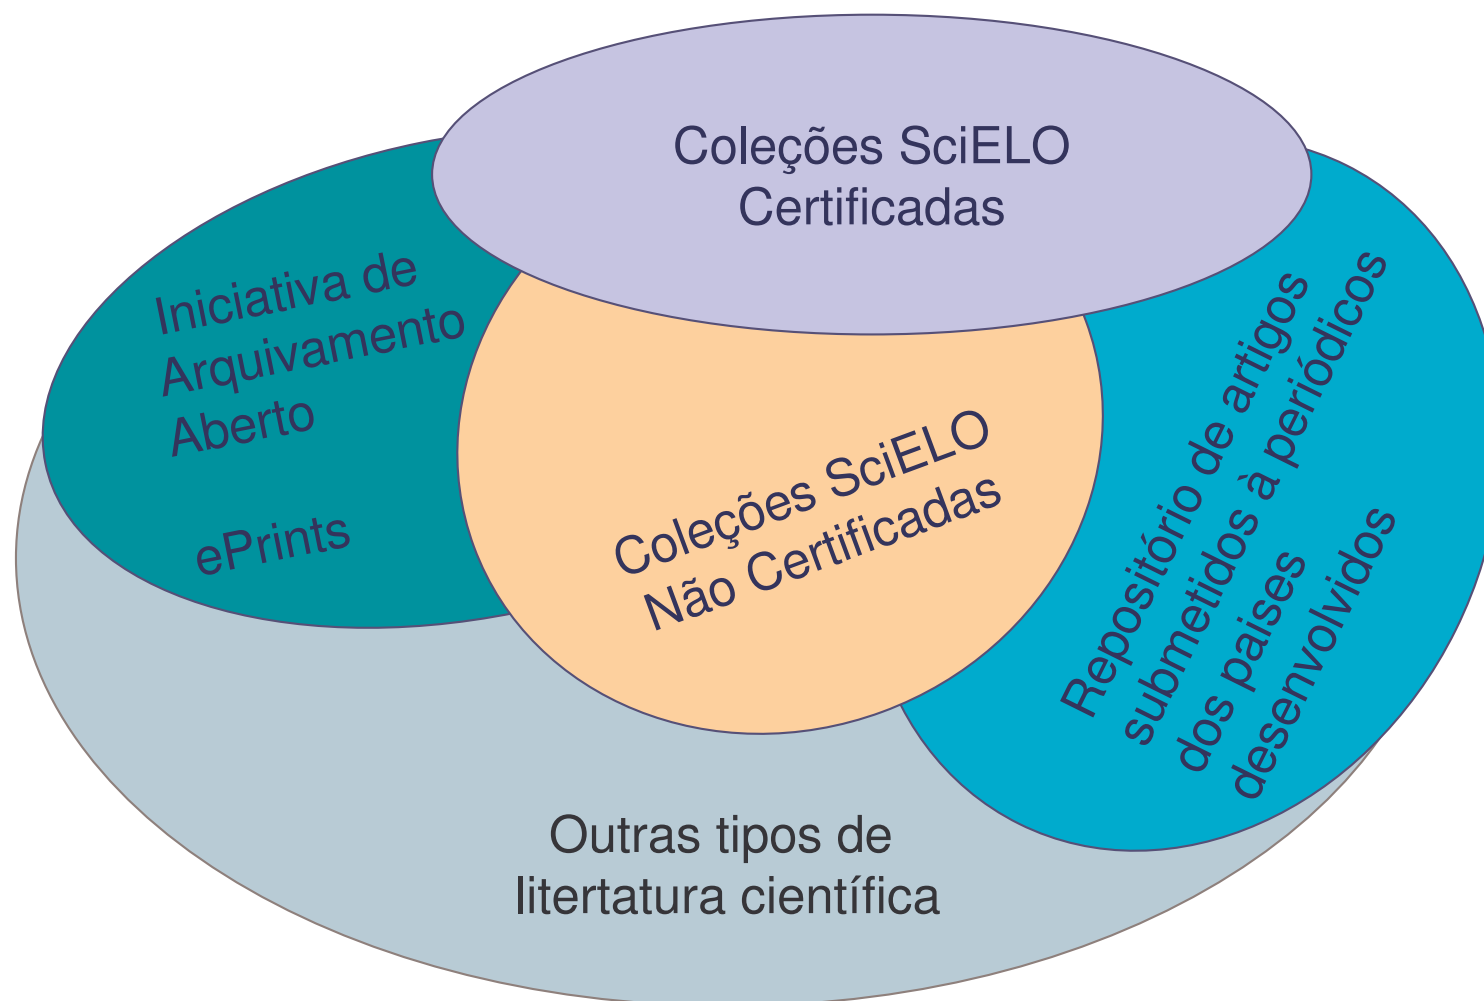 Coleções SciELO
Certificadas
Iniciativa de
Arquivamento
Aberto
ePrints
Coleções SciELO
Não Certificadas
Repositório de artigos
submetidos à periódicos
dos paises
desenvolvidos
Outras tipos de
litertatura científica